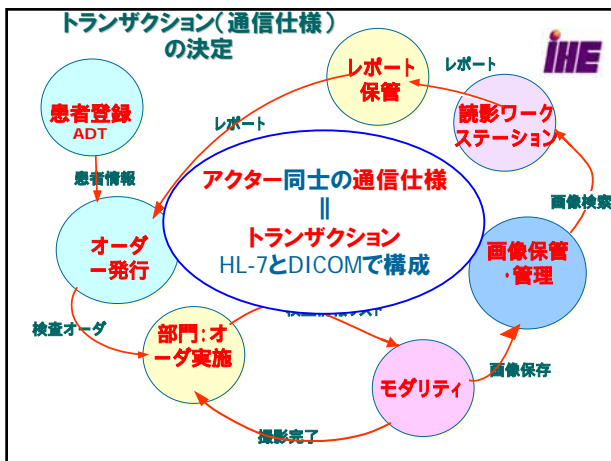 トランザクション（通信仕様）
の決定
IHE
レポート
保管
レポート
患者登録
ADT
読影ワーク
ステーション
レポート
患者情報
アクター同士の通信仕様
||
トランザクション
HL-7とDICOMで構成
画像検索
オーダ
ー発行
画像保管
・管理
検査オーダ
部門：オー
ダ実施
モダリティ
画像保存
撮影完了